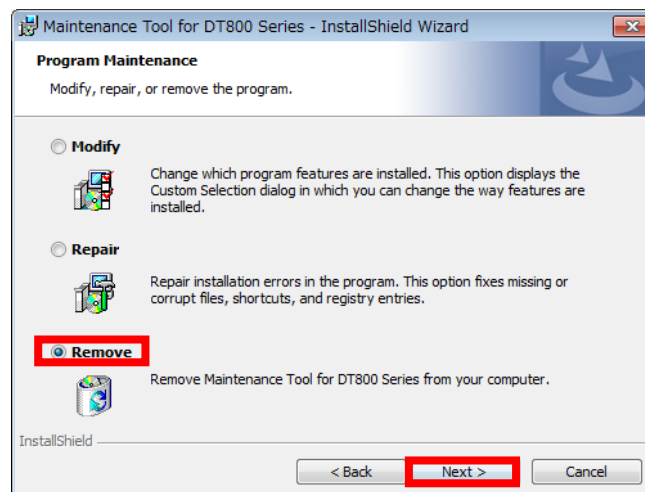 Maintenance Tool for DT800 Series - InstallShield Wizard
Program Maintenance
Modify, repair, or remove the program.
Modify
Change which program features are installed. This option displays the
Custom Selection dialog in which you can change the way features are
installed.
Repair
Repair installation errors in the program. This option fixes missing or
corrupt files, shortcuts, and registry entries.
Remove
Remove Maintenance Tool for DT800 Series from your computer.
InstallShield
< Back Next > Cancel